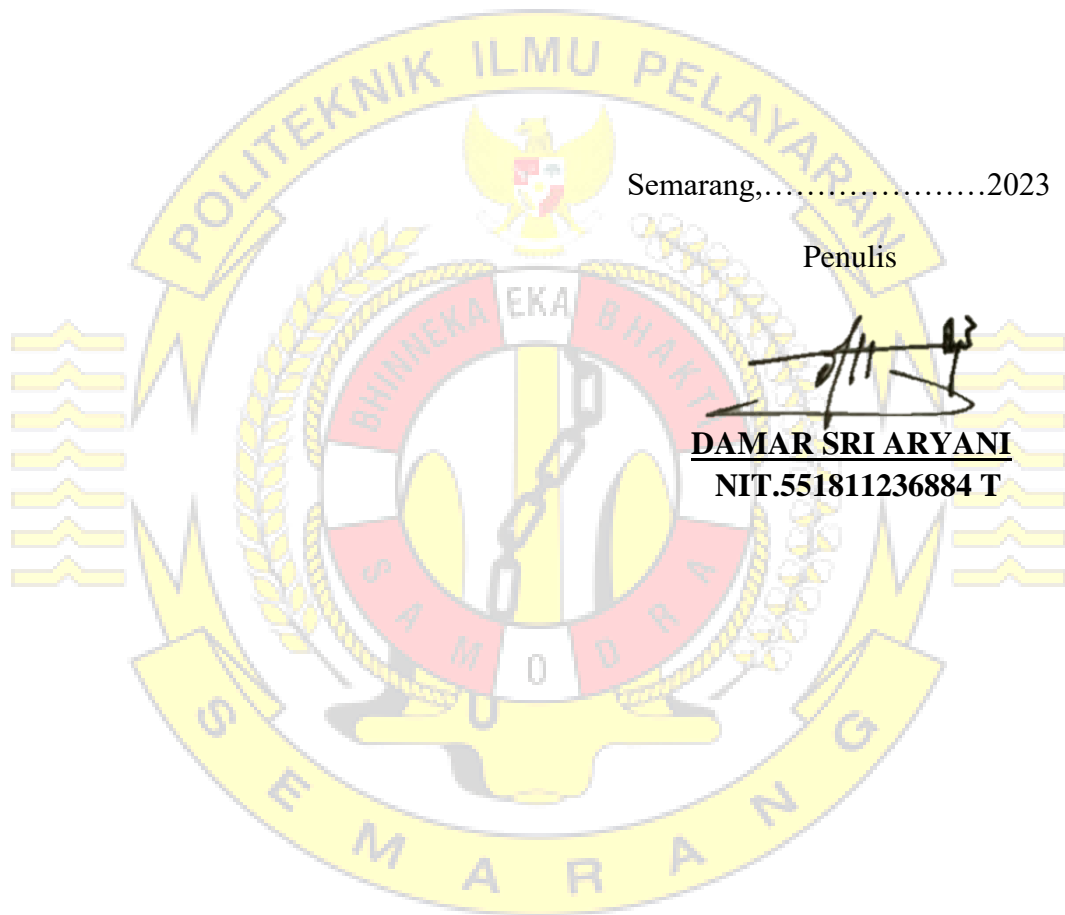 POLITEKNIK ILMU PELAYARAN
Semarang,…………………2023
Penulis
EKA
BHINNEKA
BHAKTI
DAMAR SRI ARYANI
NIT.551811236884 T
SAMODRA
SEMARANG